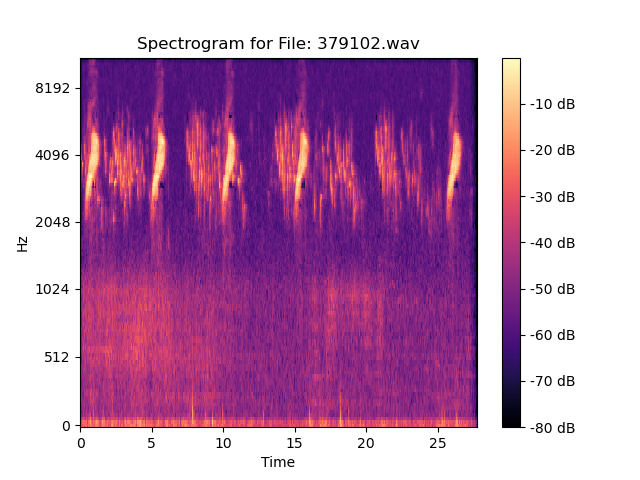 Spectrogram for File: 379102.wav
8192
4096
2048
1024
512
0
Hz
0 5 10 15 20 25
Time
-10 dB
-20 dB
-30 dB
-40 dB
-50 dB
-60 dB
-70 dB
-80 dB